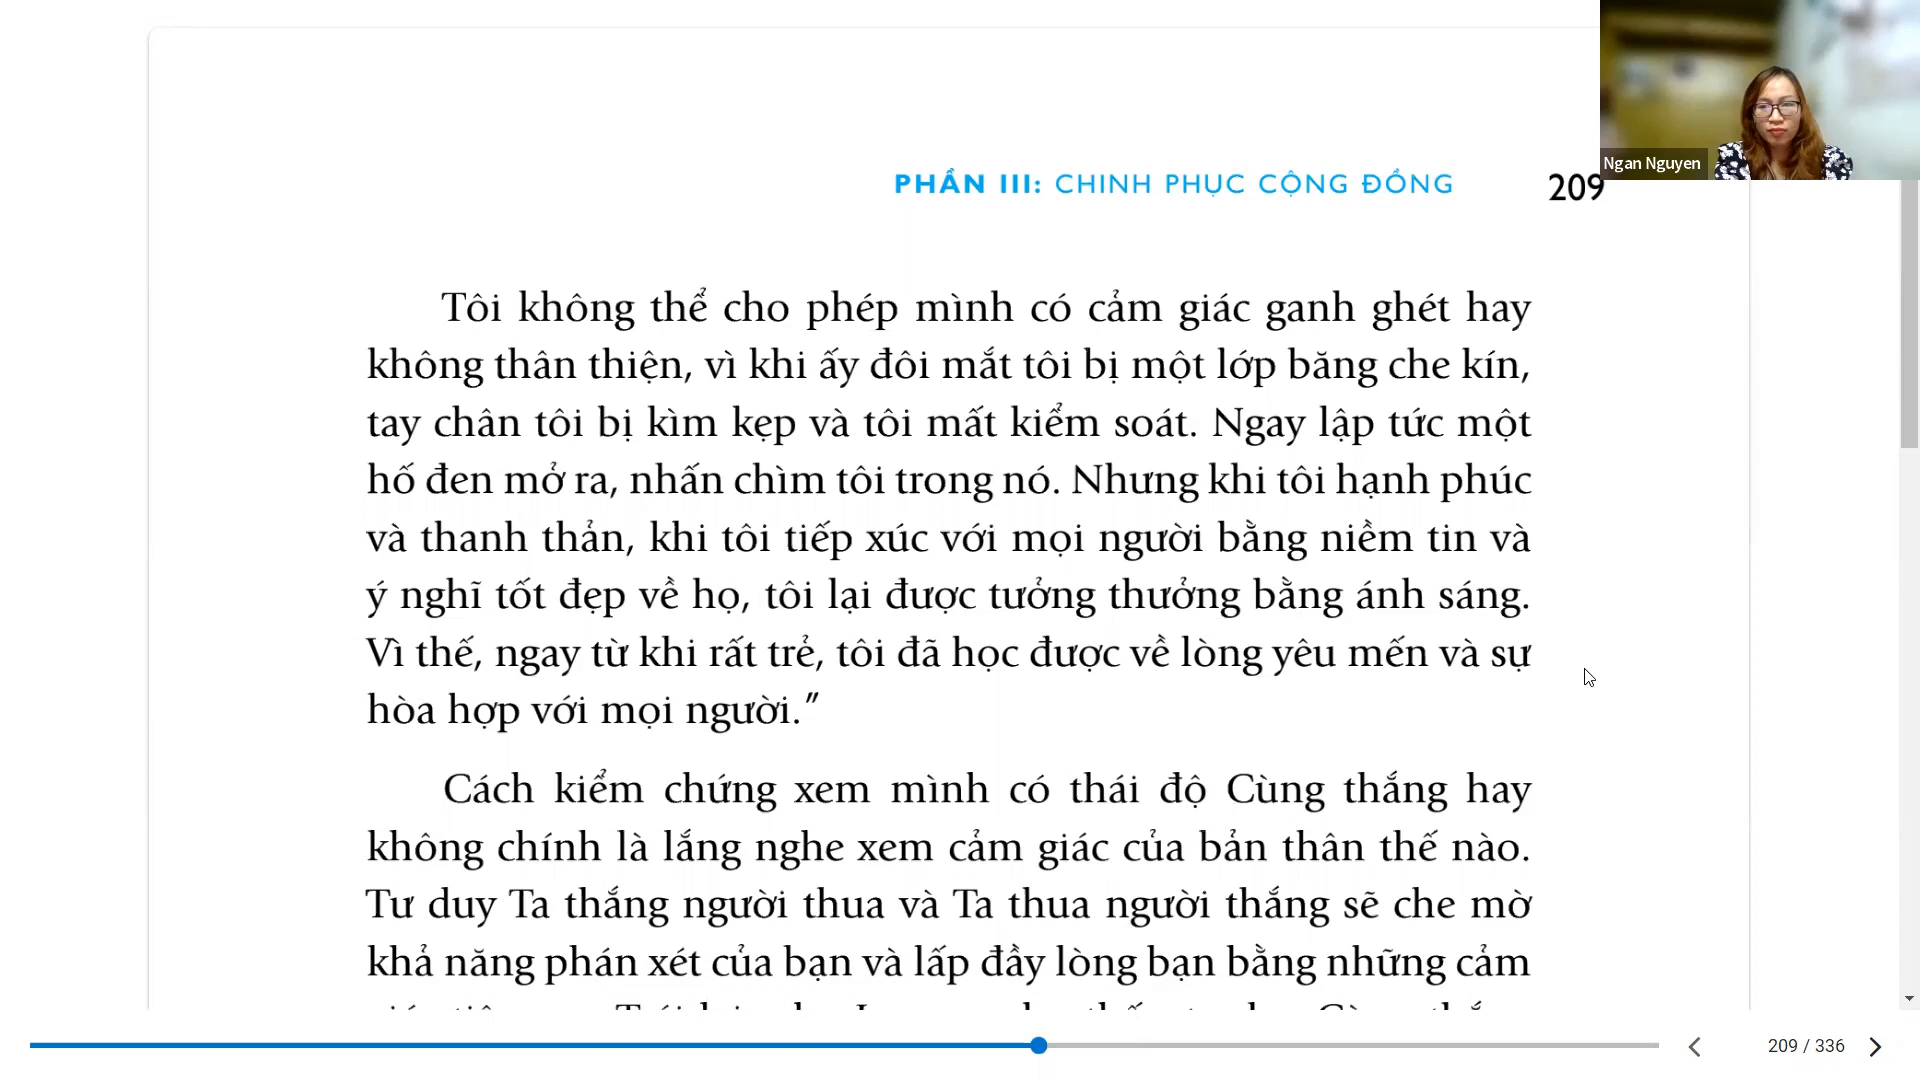 PHẦN III: CHINH PHỤC CỘNG ĐỒNG 209
Ngan Nguyen
Tôi không thể cho phép mình có cảm giác ganh ghét hay
không thân thiện, vì khi ấy đôi mắt tôi bị một lớp băng che kín,
tay chân tôi bị kìm kẹp và tôi mất kiểm soát. Ngay lập tức một
hố đen mở ra, nhấn chìm tôi trong nó. Nhưng khi tôi hạnh phúc
và thanh thản, khi tôi tiếp xúc với mọi người bằng niềm tin và
ý nghĩ tốt đẹp về họ, tôi lại được tưởng thưởng bằng ánh sáng.
Vì thế, ngay từ khi rất trẻ, tôi đã học được về lòng yêu mến và sự
hòa hợp với mọi người.”
Cách kiểm chứng xem mình có thái độ Cùng thắng hay
không chính là lắng nghe xem cảm giác của bản thân thế nào.
Tư duy Ta thắng người thua và Ta thua người thắng sẽ che mờ
khả năng phán xét của bạn và lấp đầy lòng bạn bằng những cảm
209 / 336